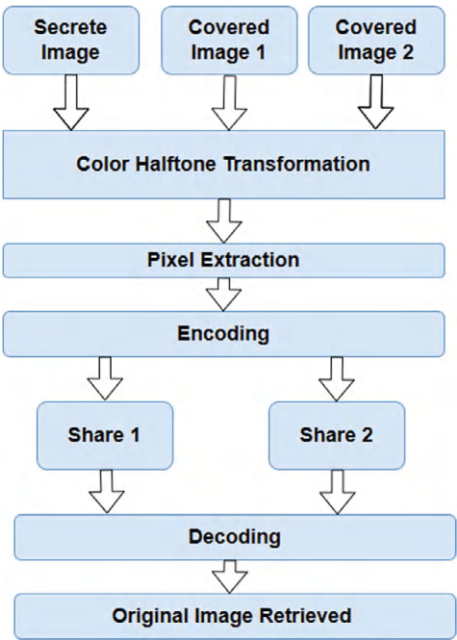 Secrete
Image
Covered
Image 1
Covered
Image 2
Color Halftone Transformation
Pixel Extraction
Encoding
Share 1
Share 2
Decoding
Original Image Retrieved